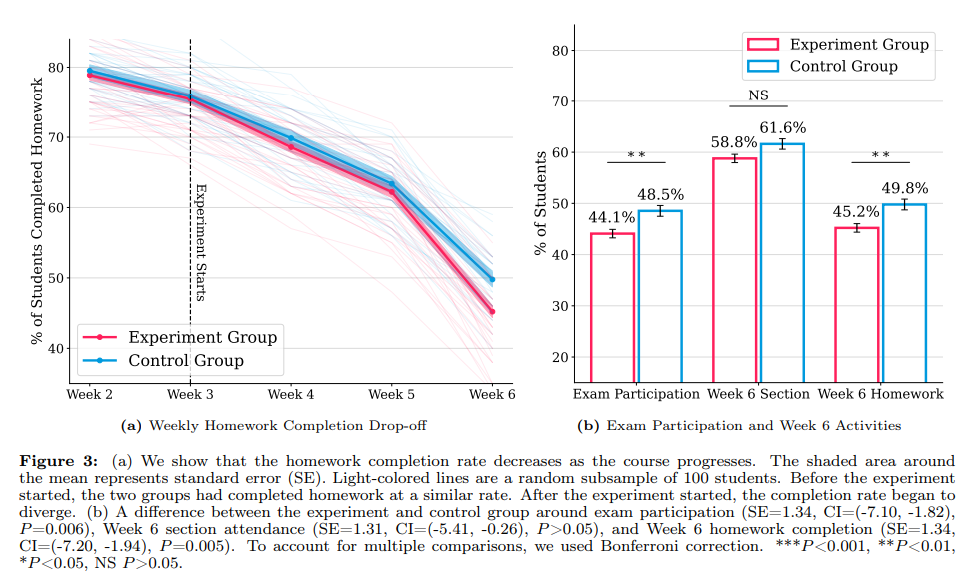 % of Students Completed Homework
80
70
60
50
40
Experiment Starts
Experiment Group
Control Group
Week 2 Week 3 Week 4 Week 5 Week 6
(a) Weekly Homework Completion Drop-off
% of Students
80
70
60
50
40
30
20
Experiment Group
Control Group
NS
**
**
44.1% 48.5% 58.8% 61.6% 45.2% 49.8%
Exam Participation Week 6 Section Week 6 Homework
(b) Exam Participation and Week 6 Activities
Figure 3: (a) We show that the homework completion rate decreases as the course progresses. The shaded area around
the mean represents standard error (SE). Light-colored lines are a random subsample of 100 students. Before the experiment
started, the two groups had completed homework at a similar rate. After the experiment started, the completion rate began to
diverge. (b) A difference between the experiment and control group around exam participation (SE=1.34, CI=(-7.10, -1.82),
P=0.006), Week 6 section attendance (SE=1.31, CI=(-5.41, -0.26), P>0.05), and Week 6 homework completion (SE=1.34,
CI=(-7.20, -1.94), P=0.005). To account for multiple comparisons, we used Bonferroni correction. ***P<0.001, **P<0.01,
*P<0.05, NS P>0.05.